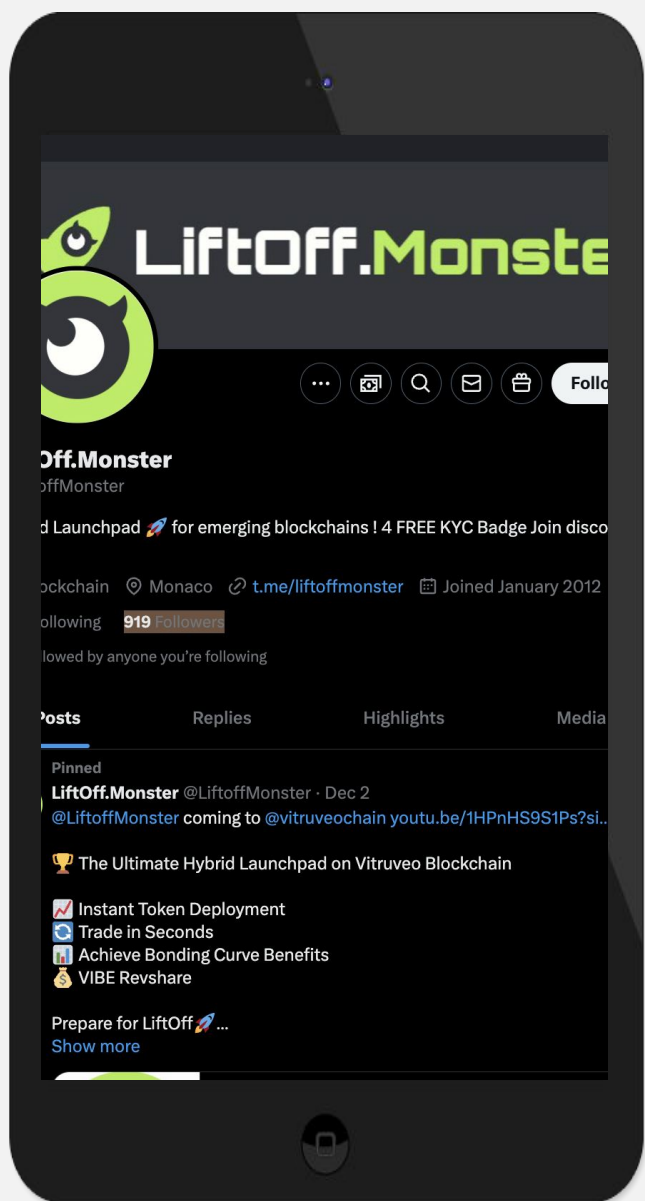 LiftOff.Monste
Follo
Off.Monster
offMonster
d Launchpad 🚀 for emerging blockchains ! 4 FREE KYC Badge Join disco
ockchain Monaco t.me/liftoffmonster Joined January 2012
ollowing 919 Followers
lowed by anyone you're following
Posts Replies Highlights Media
Pinned
LiftOff.Monster @LiftoffMonster · Dec 2
@LiftoffMonster coming to @vitruveochain youtu.be/1HPnHS9S1Ps?si...
🏆 The Ultimate Hybrid Launchpad on Vitruveo Blockchain
📈 Instant Token Deployment
🔄 Trade in Seconds
📊 Achieve Bonding Curve Benefits
💰 VIBE Revshare
Prepare for LiftOff🚀...
Show more